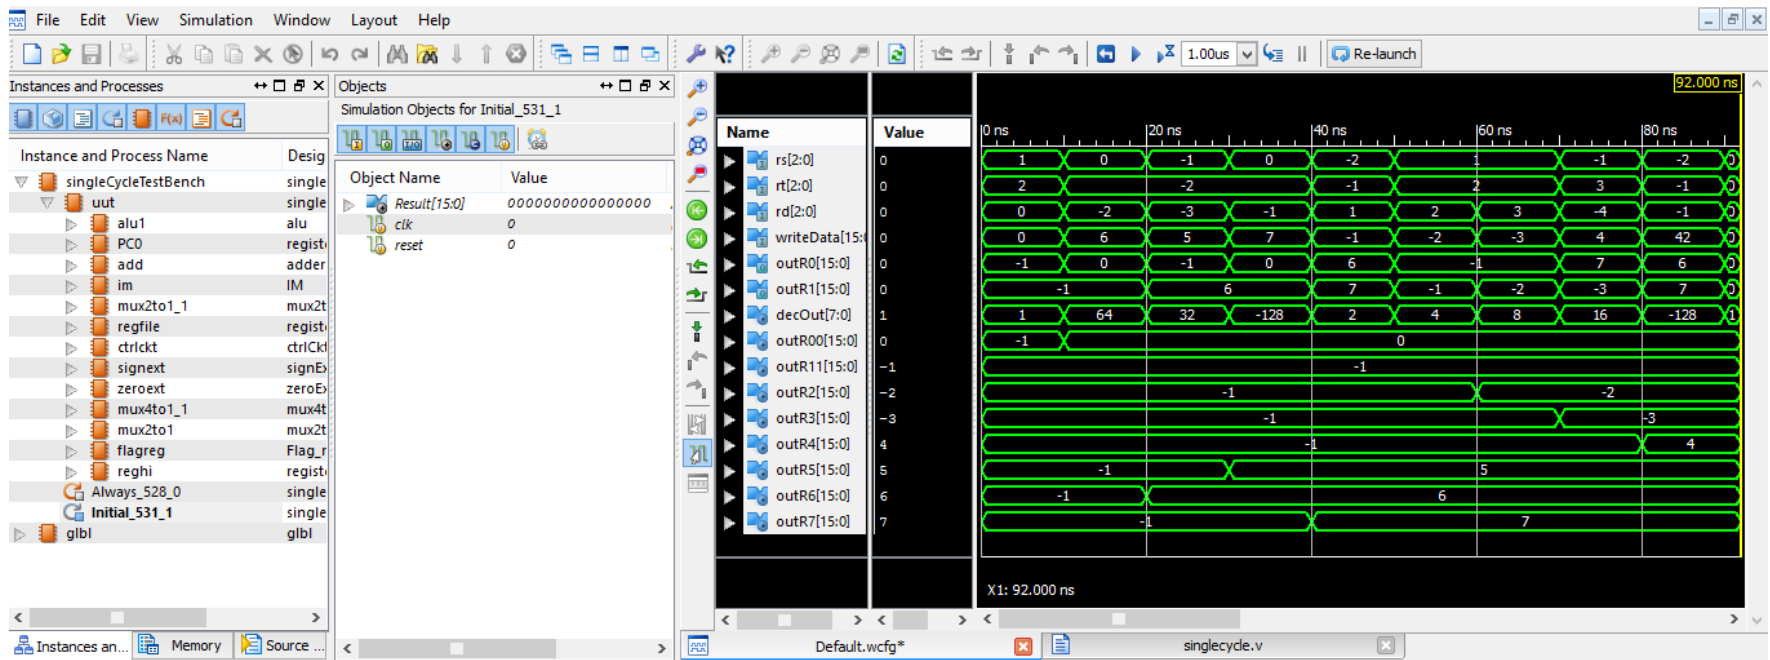 File Edit View Simulation Window Layout Help
1.00us Re-launch
Instances and Processes
F(x)
Instance and Process Name Desig
singleCycleTestBench single
uut single
alu1 alu
PC0 regist
add adder
im IM
mux2to1_1 mux2t
regfile regist
ctrlckt ctrlCkt
signext signEx
zeroext zeroEx
mux4to1_1 mux4t
mux2to1 mux2t
flagreg Flag_r
reghi regist
Always_528_0 single
Initial_531_1 single
glbl glbl
Instances an... Memory Source ...
Objects
Simulation Objects for Initial_531_1
Object Name Value
Result[15:0] 0000000000000000
clk 0
reset 0
92.000 ns
Name Value 0 ns 20 ns 40 ns 60 ns 80 ns
rs[2:0] 0 1 0 -1 0 -2 1 -1 -2 0
rt[2:0] 0 2 -2 -1 2 3 -1 0
rd[2:0] 0 0 -2 -3 -1 1 2 3 -4 -1 0
writeData[15:0 0 0 6 5 7 -1 -2 -3 4 42 0
outR0[15:0] 0 -1 0 -1 0 6 -1 7 6 0
outR1[15:0] 0 -1 6 7 -1 -2 -3 7 0
decOut[7:0] 1 1 64 32 -128 2 4 8 16 -128 1
outR00[15:0] 0 -1 0
outR11[15:0] -1 -1
outR2[15:0] -2 -1 -2
outR3[15:0] -3 -1 -3
outR4[15:0] 4 -1 4
outR5[15:0] 5 -1 5
outR6[15:0] 6 -1 6
outR7[15:0] 7 -1 7
X1: 92.000 ns
Default.wcfg* singlecycle.v